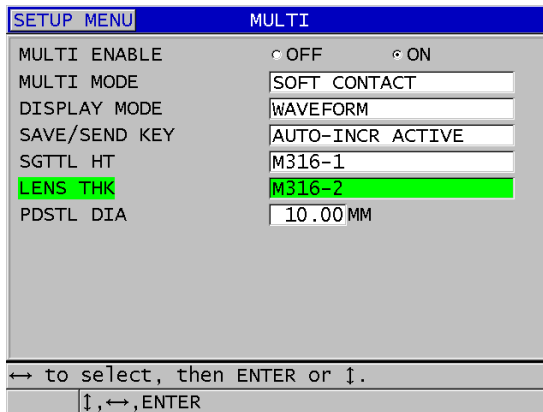 SETUP MENU MULTI
MULTI ENABLE OFF ON
MULTI MODE SOFT CONTACT
DISPLAY MODE WAVEFORM
SAVE/SEND KEY AUTO-INCR ACTIVE
SGTTL HT M316-1
LENS THK M316-2
PDSTL DIA 10.00 MM
↔ to select, then ENTER or ↕.
↕,↔,ENTER